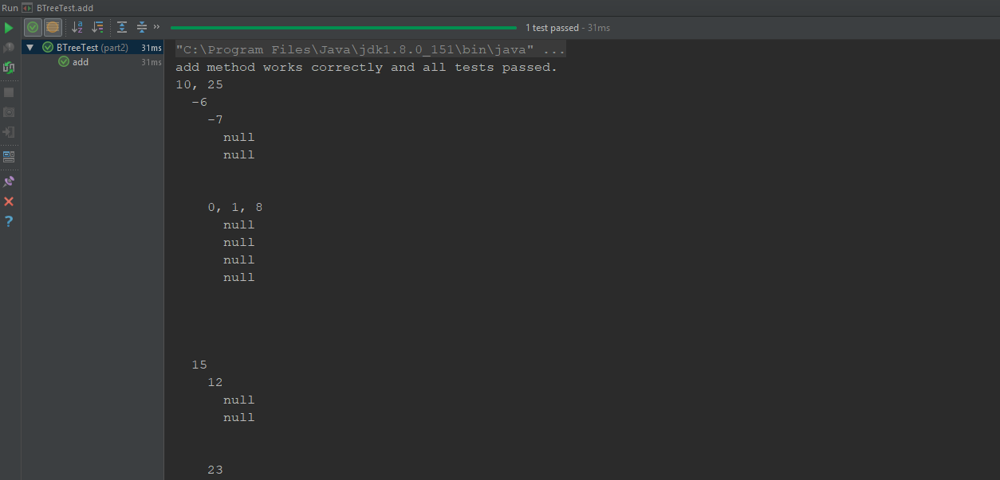 Run BTreeTest.add
1 test passed - 31ms
BTreeTest (part2) 31ms
add 31ms
"C:\Program Files\Java\jdk1.8.0_151\bin\java" ...
add method works correctly and all tests passed.
10, 25
-6
-7
null
null
0, 1, 8
null
null
null
null
15
12
null
null
23